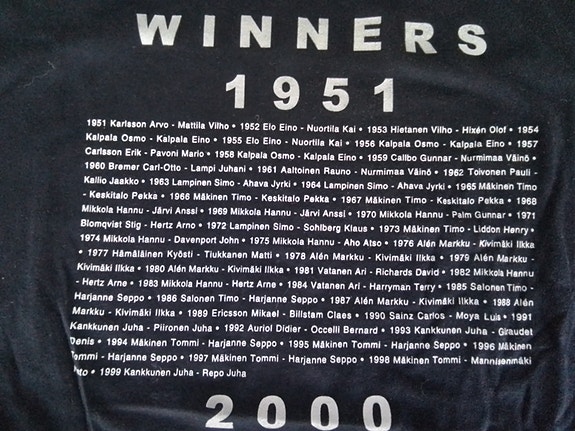 WINNERS
1951
1951 Karlsson Arvo - Mattila Vilho • 1952 Elo Eino - Nuortila Kai • 1953 Hietanen Vilho - Hixén Olof • 1954
Kalpala Osmo - Kalpala Eino • 1955 Elo Eino - Nuortila Kai • 1956 Kalpala Osmo - Kalpala Eino • 1957
Carlsson Erik - Pavoni Mario • 1958 Kalpala Osmo - Kalpala Eino • 1959 Callbo Gunnar - Nurmimaa Väinö •
1960 Bremer Carl-Otto - Lampi Juhani • 1961 Aaltoinen Rauno - Nurmimaa Väinö • 1962 Toivonen Pauli -
Kallio Jaakko • 1963 Lampinen Simo - Ahava Jyrki • 1964 Lampinen Simo - Ahava Jyrki • 1965 Mäkinen Timo
- Keskitalo Pekka • 1966 Mäkinen Timo - Keskitalo Pekka • 1967 Mäkinen Timo - Keskitalo Pekka • 1968
Mikkola Hannu - Järvi Anssi • 1969 Mikkola Hannu - Järvi Anssi • 1970 Mikkola Hannu - Palm Gunnar • 1971
Blomqvist Stig - Hertz Arno • 1972 Lampinen Simo - Sohlberg Klaus • 1973 Mäkinen Timo - Liddon Henry •
1974 Mikkola Hannu - Davenport John • 1975 Mikkola Hannu - Aho Atso • 1976 Alén Markku - Kivimäki Ilkka
• 1977 Hämäläinen Kyösti - Tiukkanen Matti • 1978 Alén Markku - Kivimäki Ilkka • 1979 Alén Markku -
Kivimäki Ilkka • 1980 Alén Markku - Kivimäki Ilkka • 1981 Vatanen Ari - Richards David • 1982 Mikkola Hannu
- Hertz Arne • 1983 Mikkola Hannu - Hertz Arne • 1984 Vatanen Ari - Harryman Terry • 1985 Salonen Timo -
Harjanne Seppo • 1986 Salonen Timo - Harjanne Seppo • 1987 Alén Markku - Kivimäki Ilkka • 1988 Alén
Markku - Kivimäki Ilkka • 1989 Ericsson Mikael - Billstam Claes • 1990 Sainz Carlos - Moya Luis • 1991
Kankkunen Juha - Piironen Juha • 1992 Auriol Didier - Occelli Bernard • 1993 Kankkunen Juha - Giraudet
Denis • 1994 Mäkinen Tommi - Harjanne Seppo • 1995 Mäkinen Tommi - Harjanne Seppo • 1996 Mäkinen
Tommi - Harjanne Seppo • 1997 Mäkinen Tommi - Harjanne Seppo • 1998 Mäkinen Tommi - Mannisenmäki
• 1999 Kankkunen Juha - Repo Juha
2000